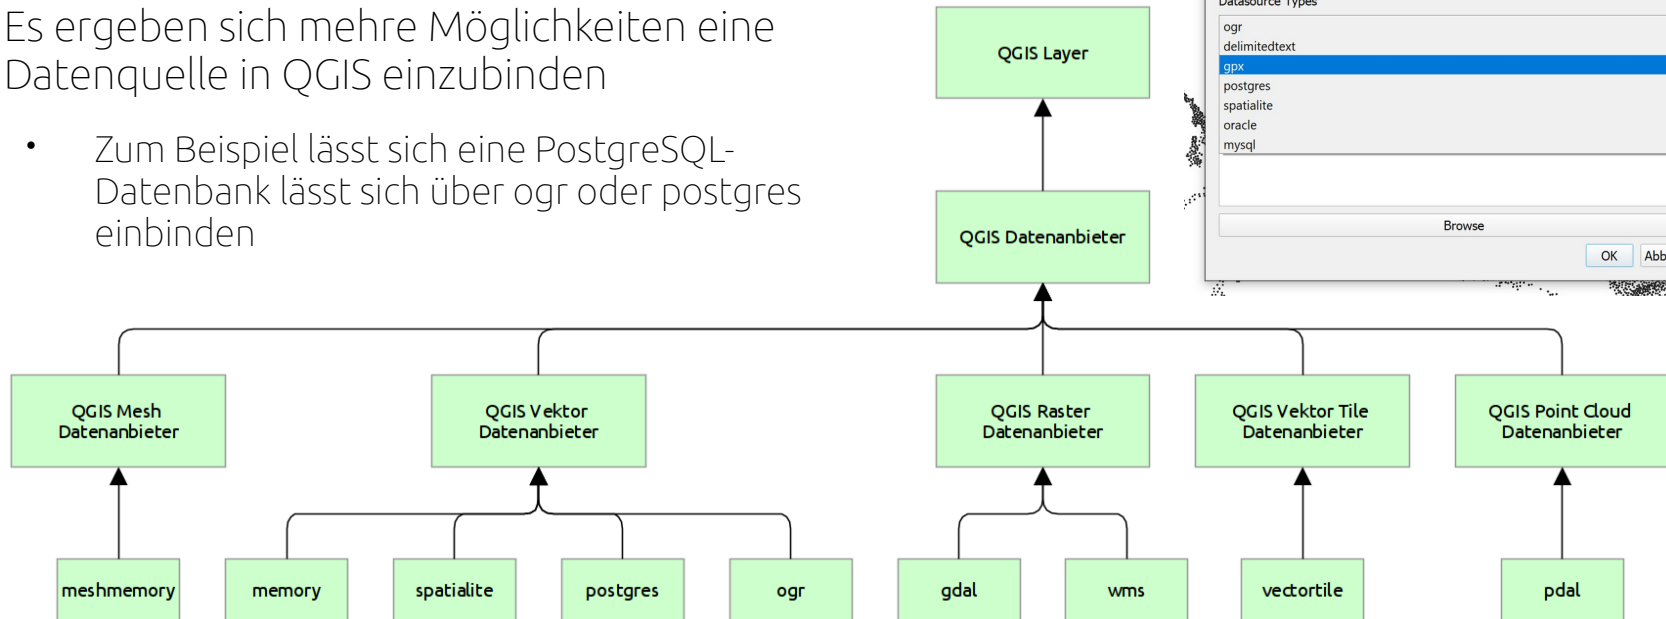 Es ergeben sich mehre Möglichkeiten eine
Datenquelle in QGIS einzubinden
• Zum Beispiel lässt sich eine PostgreSQL-
Datenbank lässt sich über ogr oder postgres
einbinden
Datasource Types
ogr
delimitedtext
gpx
postgres
spatialite
oracle
mysql
Browse
OK Abb
QGIS Layer
QGIS Datenanbieter
QGIS Mesh
Datenanbieter
QGIS Vektor
Datenanbieter
QGIS Raster
Datenanbieter
QGIS Vektor Tile
Datenanbieter
QGIS Point Cloud
Datenanbieter
meshmemory
memory
spatialite
postgres
ogr
gdal
wms
vectortile
pdal